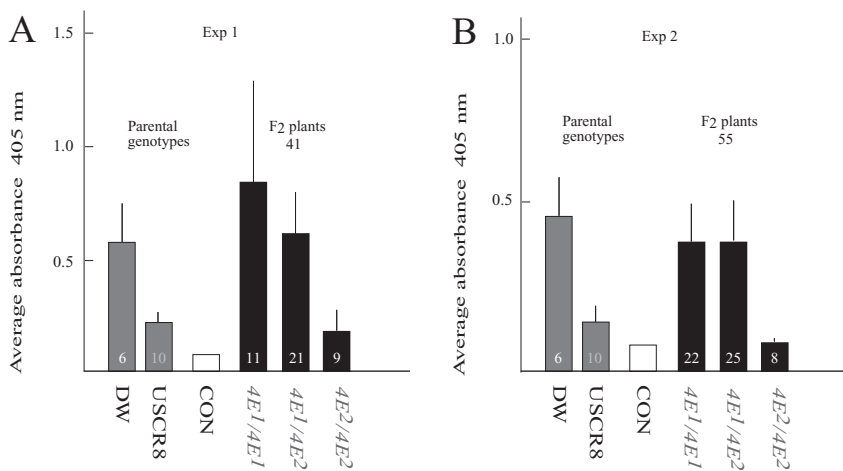 A
Exp 1
Average absorbance 405 nm
1.5
1.0
0.5
Parental
genotypes
F2 plants
41
6
10
11
21
9
DW
USCR8
CON
4E¹/4E¹
4E¹/4E²
4E²/4E²
B
Exp 2
Average absorbance 405 nm
1.0
0.5
Parental
genotypes
F2 plants
55
6
10
22
25
8
DW
USCR8
CON
4E¹/4E¹
4E¹/4E²
4E²/4E²